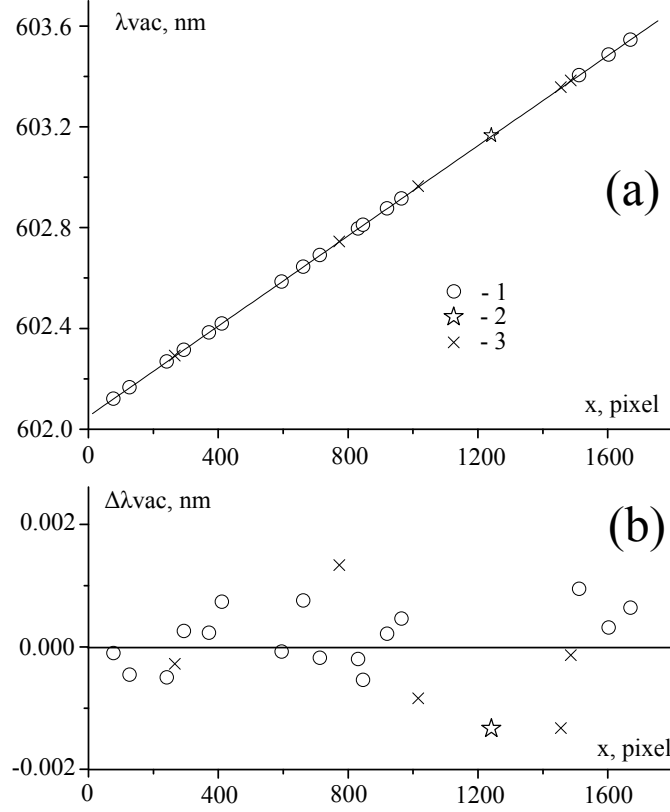 λvac, nm
603.6
603.2
(a)
602.8
- 1
- 2
602.4
- 3
x, pixel
602.0
0 400 800 1200 1600
Δλvac, nm
0.002
(b)
0.000
x, pixel
-0.002
0 400 800 1200 1600